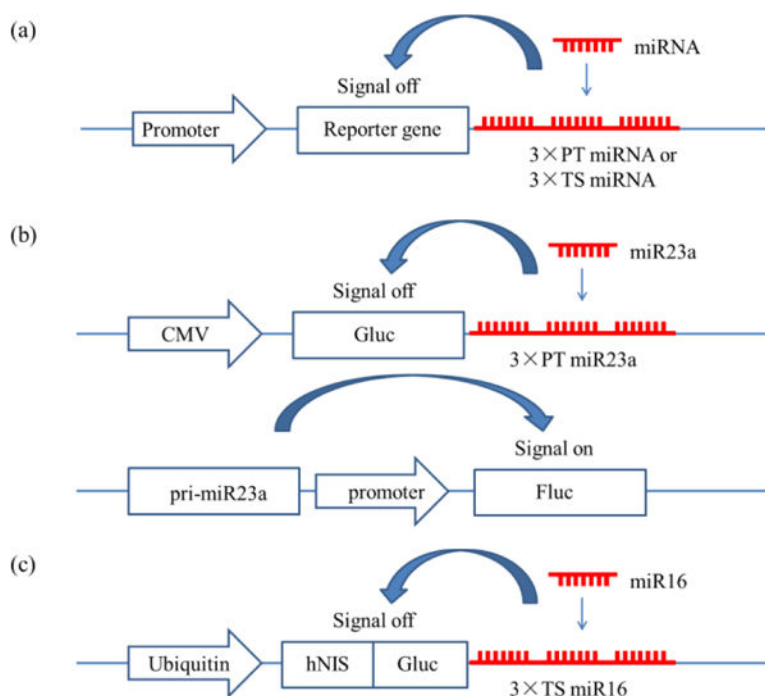 (a)
miRNA
Signal off
Promoter
Reporter gene
3×PT miRNA or
3×TS miRNA
(b)
miR23a
Signal off
CMV
Gluc
3×PT miR23a
Signal on
pri-miR23a
promoter
Fluc
(c)
miR16
Signal off
Ubiquitin
hNIS
Gluc
3×TS miR16